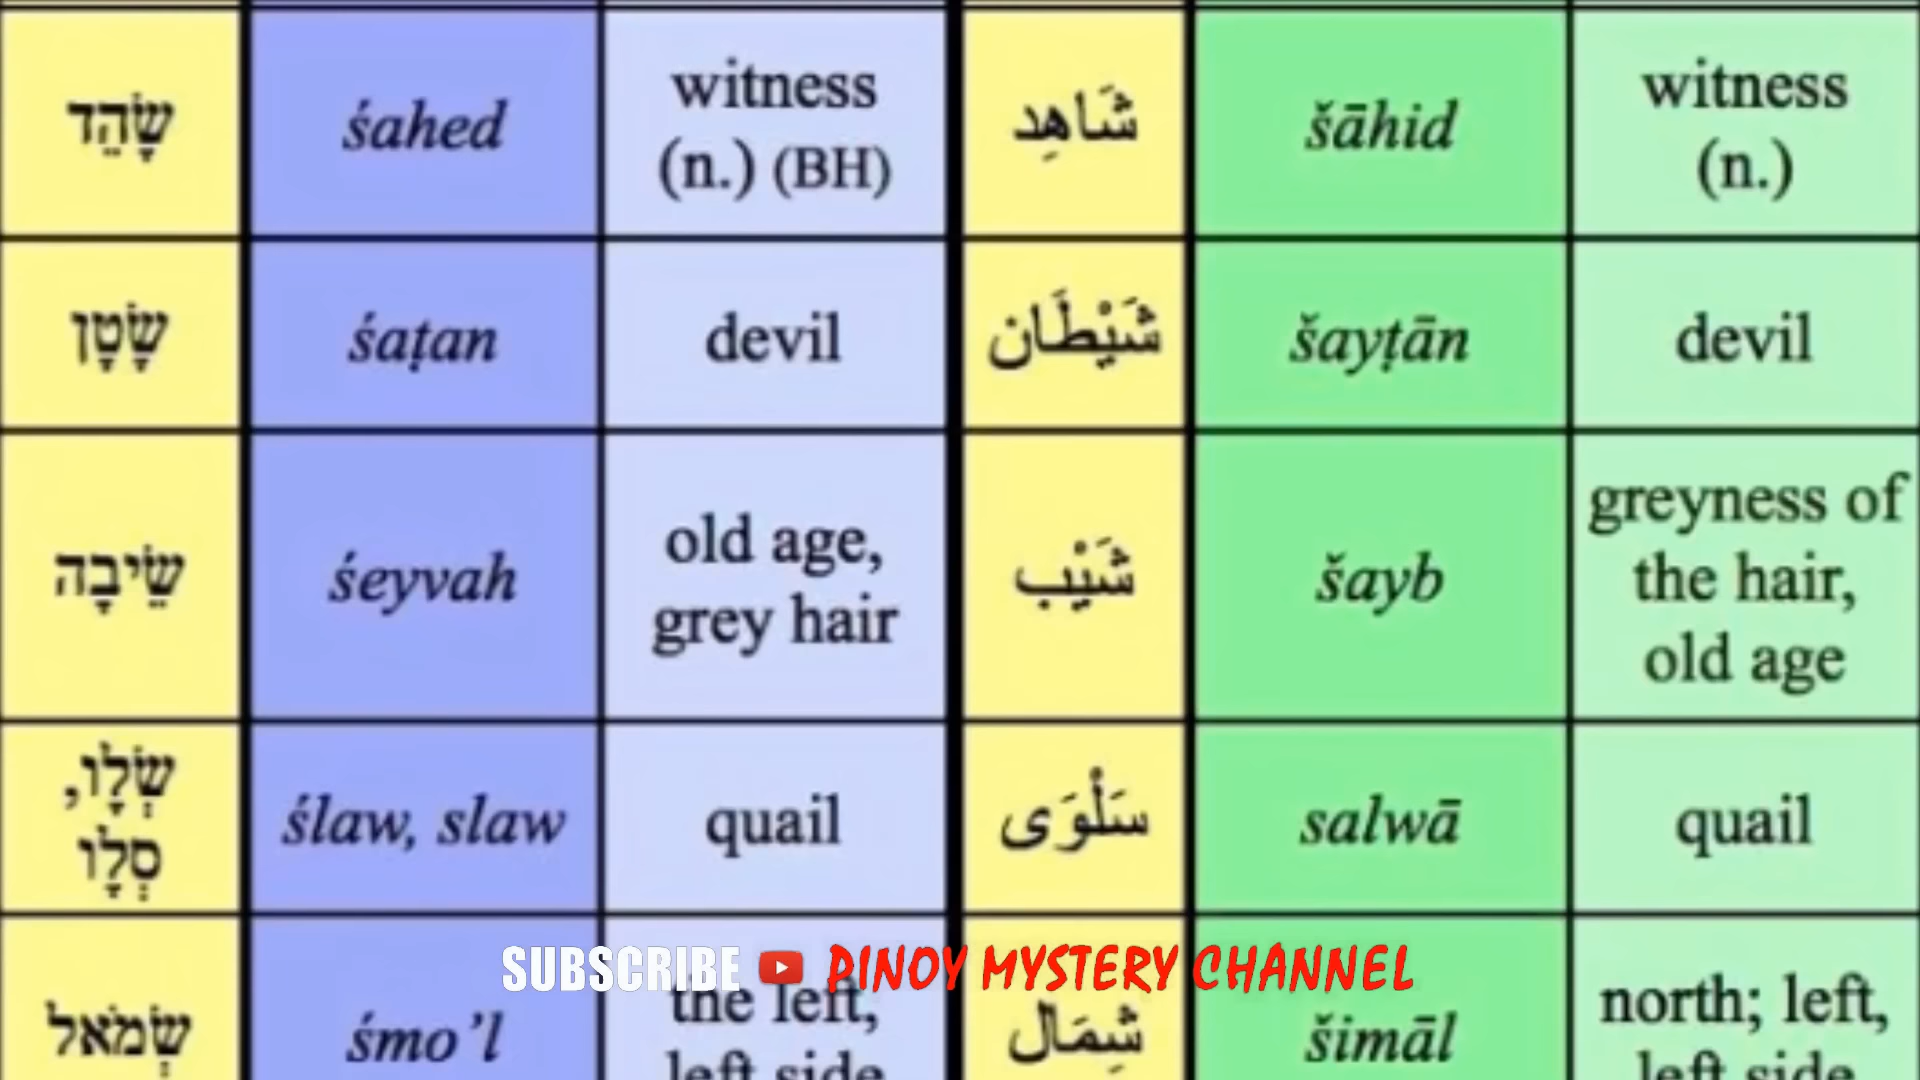 שָׂהֵד
śahed
witness
(n.) (BH)
شَاهِد
šāhid
witness
(n.)
שָׂטָן
śaṭan
devil
شَيْطَان
šayṭān
devil
שֵׂיבָה
śeyvah
old age,
grey hair
شَيْب
šayb
greyness of
the hair,
old age
שְׂלָו,
סְלָו
ślaw, slaw
quail
سَلْوَى
salwā
quail
שְׂמֹאל
śmo’l
the left,
left side
شِمَال
šimāl
north; left,
left side
SUBSCRIBE PINOY MYSTERY CHANNEL